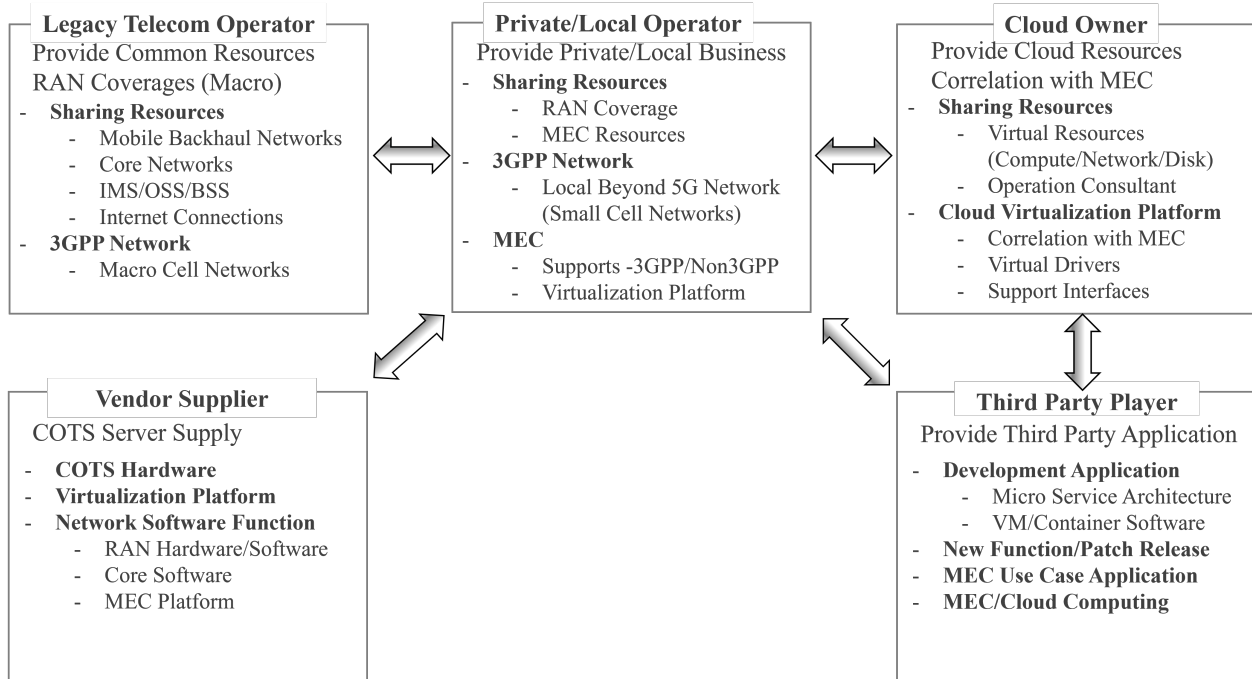 Legacy Telecom Operator
Provide Common Resources
RAN Coverages (Macro)
- Sharing Resources
- Mobile Backhaul Networks
- Core Networks
- IMS/OSS/BSS
- Internet Connections
- 3GPP Network
- Macro Cell Networks
Private/Local Operator
Provide Private/Local Business
- Sharing Resources
- RAN Coverage
- MEC Resources
- 3GPP Network
- Local Beyond 5G Network
(Small Cell Networks)
- MEC
- Supports -3GPP/Non3GPP
- Virtualization Platform
Cloud Owner
Provide Cloud Resources
Correlation with MEC
- Sharing Resources
- Virtual Resources
(Compute/Network/Disk)
- Operation Consultant
- Cloud Virtualization Platform
- Correlation with MEC
- Virtual Drivers
- Support Interfaces
Vendor Supplier
COTS Server Supply
- COTS Hardware
- Virtualization Platform
- Network Software Function
- RAN Hardware/Software
- Core Software
- MEC Platform
Third Party Player
Provide Third Party Application
- Development Application
- Micro Service Architecture
- VM/Container Software
- New Function/Patch Release
- MEC Use Case Application
- MEC/Cloud Computing